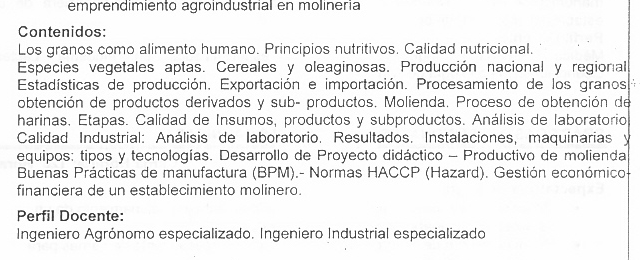 emprendimiento agroindustrial en molinería
Contenidos:
Los granos como alimento humano. Principios nutritivos. Calidad nutricional.
Especies vegetales aptas. Cereales y oleaginosas. Producción nacional y regional.
Estadísticas de producción. Exportación e importación. Procesamiento de los granos:
obtención de productos derivados y sub- productos. Molienda. Proceso de obtención de
harinas. Etapas. Calidad de Insumos, productos y subproductos. Análisis de laboratorio.
Calidad Industrial: Análisis de laboratorio. Resultados. Instalaciones, maquinarias y
equipos: tipos y tecnologías. Desarrollo de Proyecto didáctico – Productivo de molienda.
Buenas Prácticas de manufactura (BPM).- Normas HACCP (Hazard). Gestión económico-
financiera de un establecimiento molinero.
Perfil Docente:
Ingeniero Agrónomo especializado. Ingeniero Industrial especializado